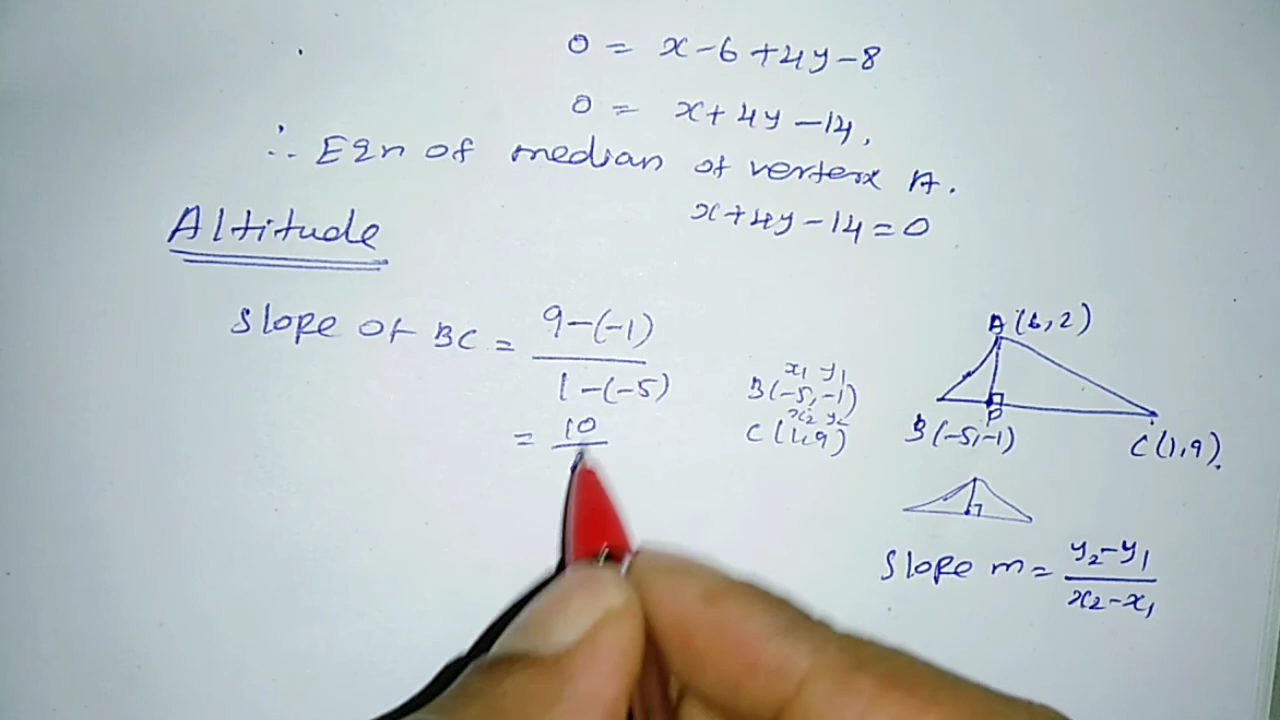 0 = x-6+4y-8
0 = x+4y-14,
∴ Eqn of median of vertex A.
x+4y-14=0
Altitude
Slope of BC = 9-(-1)
1-(-5)
= 10
x1 y1
B(-5,-1)
x2 y2
C(1,9)
A(6,2)
B(-5,-1)
C(1,9).
Slope m = y2-y1
x2-x1